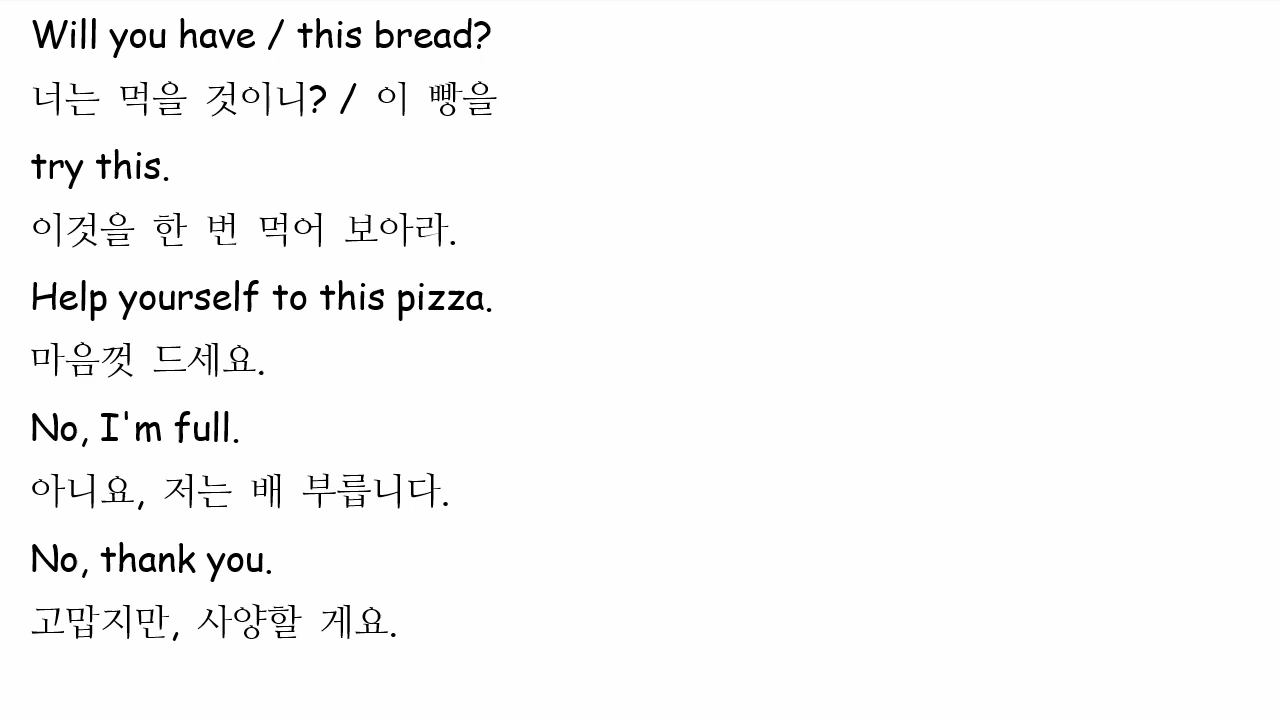 Will you have / this bread?
너는 먹을 것이니? / 이 빵을
try this.
이것을 한 번 먹어 보아라.
Help yourself to this pizza.
마음껏 드세요.
No, I'm full.
아니요, 저는 배 부릅니다.
No, thank you.
고맙지만, 사양할 게요.